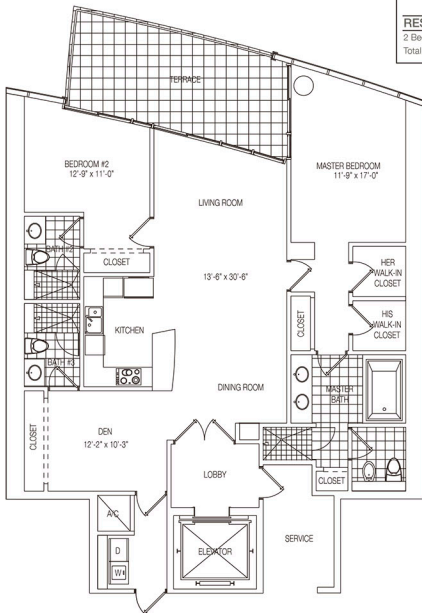 RES
2 Be
Total
TERRACE
BEDROOM #2
12'-9" x 11'-0"
MASTER BEDROOM
11'-9" x 17'-0"
LIVING ROOM
BATH #2
CLOSET
HER
WALK-IN
CLOSET
13'-6" x 30'-6"
HIS
WALK-IN
CLOSET
CLOSET
KITCHEN
BATH #3
DINING ROOM
MASTER
BATH
CLOSET
DEN
12'-2" x 10'-3"
LOBBY
CLOSET
A/C
SERVICE
D
ELEVATOR
W